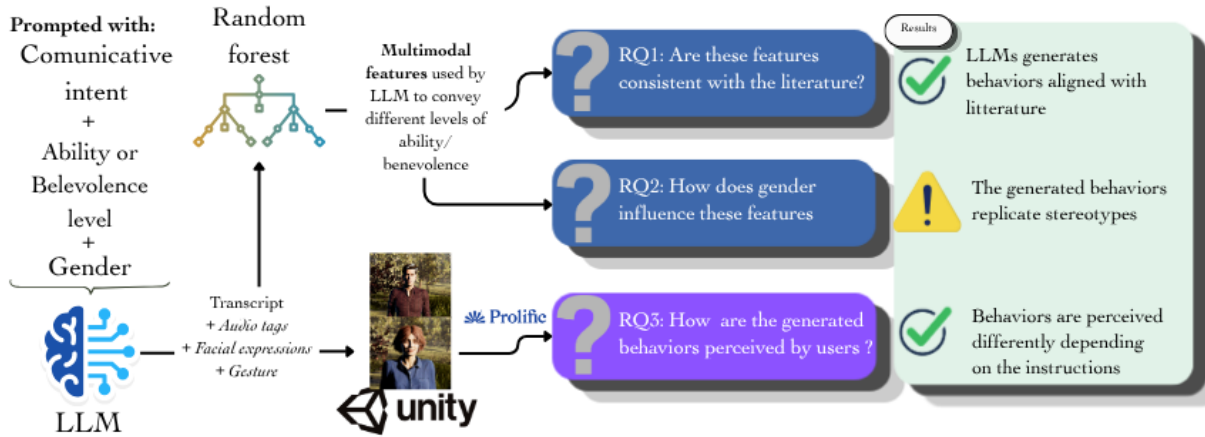 Prompted with:
Comunicative
intent
+
Ability or
Belevolence
level
+
Gender
LLM
Random
forest
Transcript
+ Audio tags
+ Facial expressions
+ Gesture
Multimodal
features used by
LLM to convey
different levels of
ability/
benevolence
unity
Prolific
RQ1: Are these features
consistent with the literature?
RQ2: How does gender
influence these features
RQ3: How are the generated
behaviors perceived by users ?
Results
LLMs generates
behaviors aligned with
litterature
The generated behaviors
replicate stereotypes
Behaviors are perceived
differently depending
on the instructions